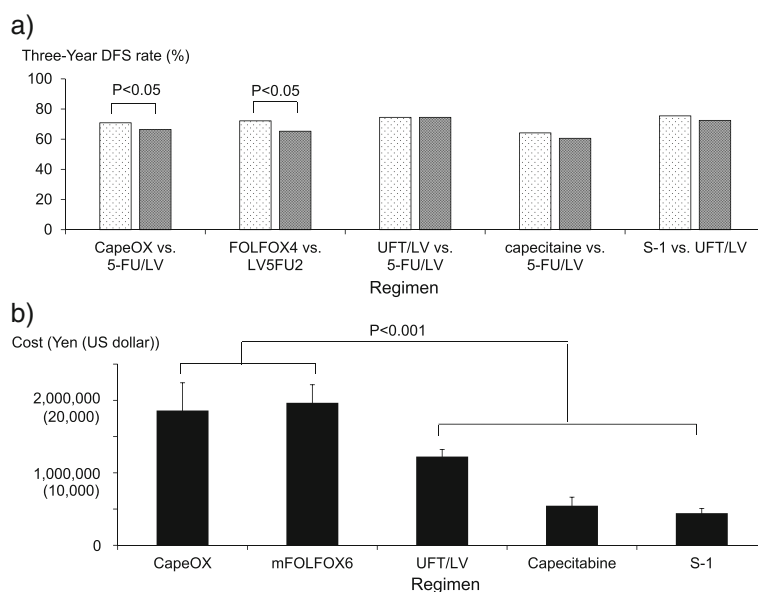 a)
Three-Year DFS rate (%)
100
80
60
40
20
0
P<0.05
P<0.05
CapeOX vs.
5-FU/LV
FOLFOX4 vs.
LV5FU2
UFT/LV vs.
5-FU/LV
capecitaine vs.
5-FU/LV
S-1 vs. UFT/LV
Regimen
b)
Cost (Yen (US dollar))
P<0.001
2,000,000
(20,000)
1,000,000
(10,000)
0
CapeOX
mFOLFOX6
UFT/LV
Capecitabine
S-1
Regimen